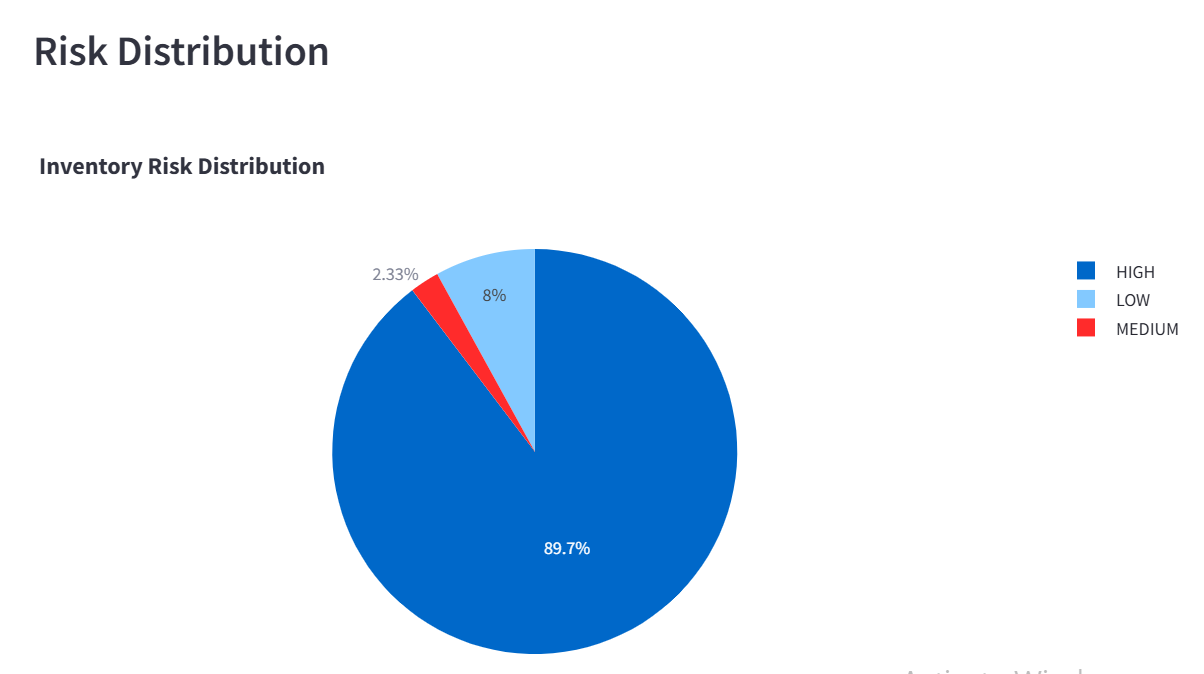 Risk Distribution
Inventory Risk Distribution
2.33%
8%
89.7%
HIGH
LOW
MEDIUM